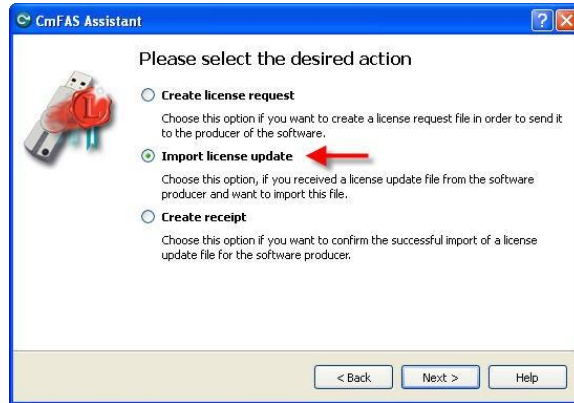 CmFAS Assistant
Please select the desired action
Create license request
Choose this option if you want to create a license request file in order to send it
to the producer of the software.
Import license update
Choose this option, if you received a license update file from the software
producer and want to import this file.
Create receipt
Choose this option if you want to confirm the successful import of a license
update file for the software producer.
< Back Next > Help